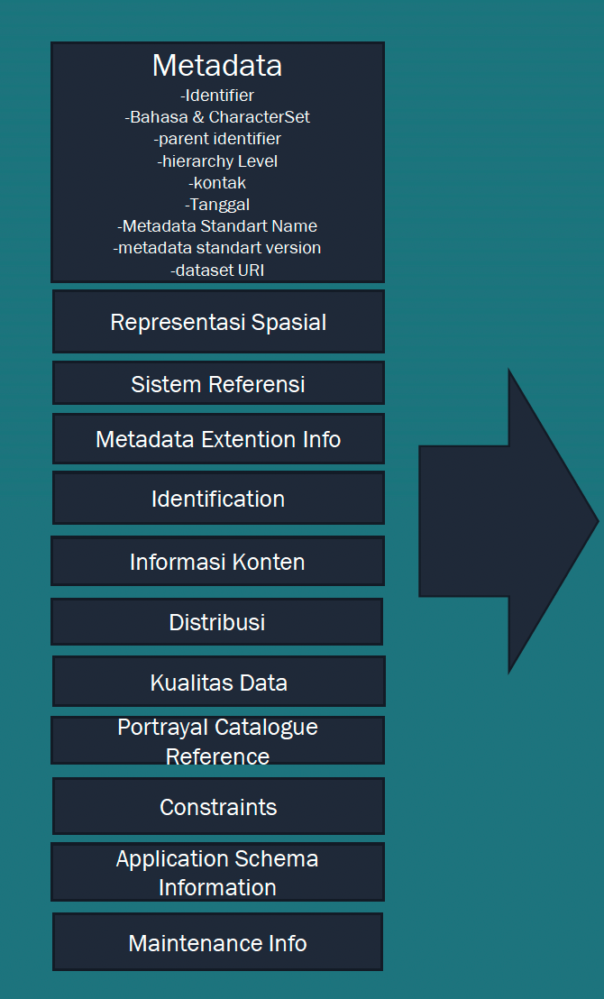 Metadata
-Identifier
-Bahasa & CharacterSet
-parent identifier
-hierarchy Level
-kontak
-Tanggal
-Metadata Standart Name
-metadata standart version
-dataset URI
Representasi Spasial
Sistem Referensi
Metadata Extention Info
Identification
Informasi Konten
Distribusi
Kualitas Data
Portrayal Catalogue
Reference
Constraints
Application Schema
Information
Maintenance Info